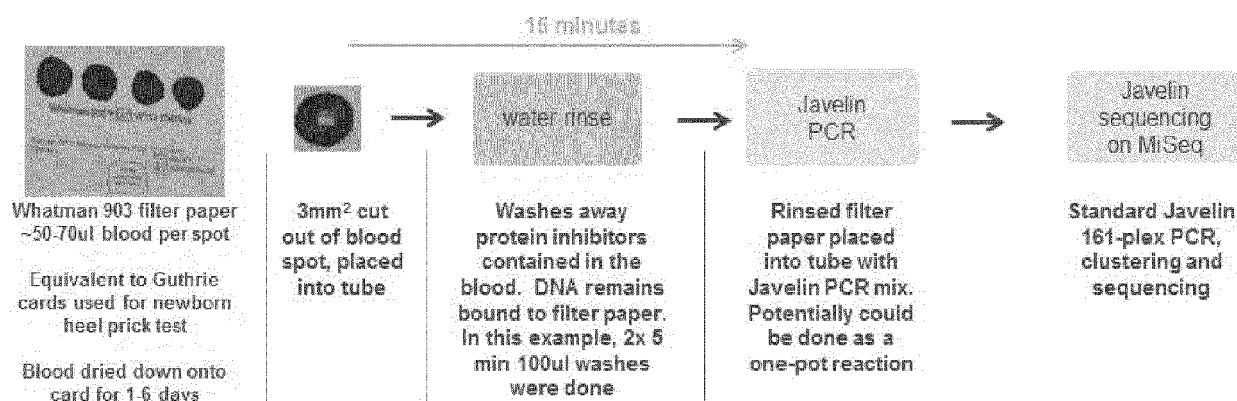 15 minutes
water rinse
Javelin
PCR
Javelin
sequencing
on MiSeq
Whatman 903 filter paper
~50-70ul blood per spot
Equivalent to Guthrie
cards used for newborn
heel prick test
Blood dried down onto
card for 1-6 days
3mm² cut
out of blood
spot, placed
into tube
Washes away
protein inhibitors
contained in the
blood. DNA remains
bound to filter paper.
In this example, 2x 5
min 100ul washes
were done
Rinsed filter
paper placed
into tube with
Javelin PCR mix.
Potentially could
be done as a
one-pot reaction
Standard Javelin
161-plex PCR,
clustering and
sequencing